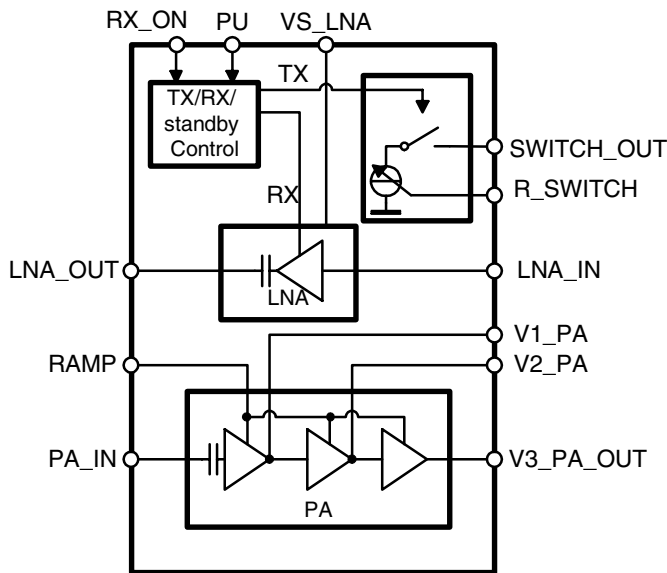 RX_ON PU VS_LNA
TX
TX/RX/
standby
Control
SWITCH_OUT
R_SWITCH
RX
LNA_OUT
LNA
LNA_IN
V1_PA
RAMP
V2_PA
PA_IN
V3_PA_OUT
PA